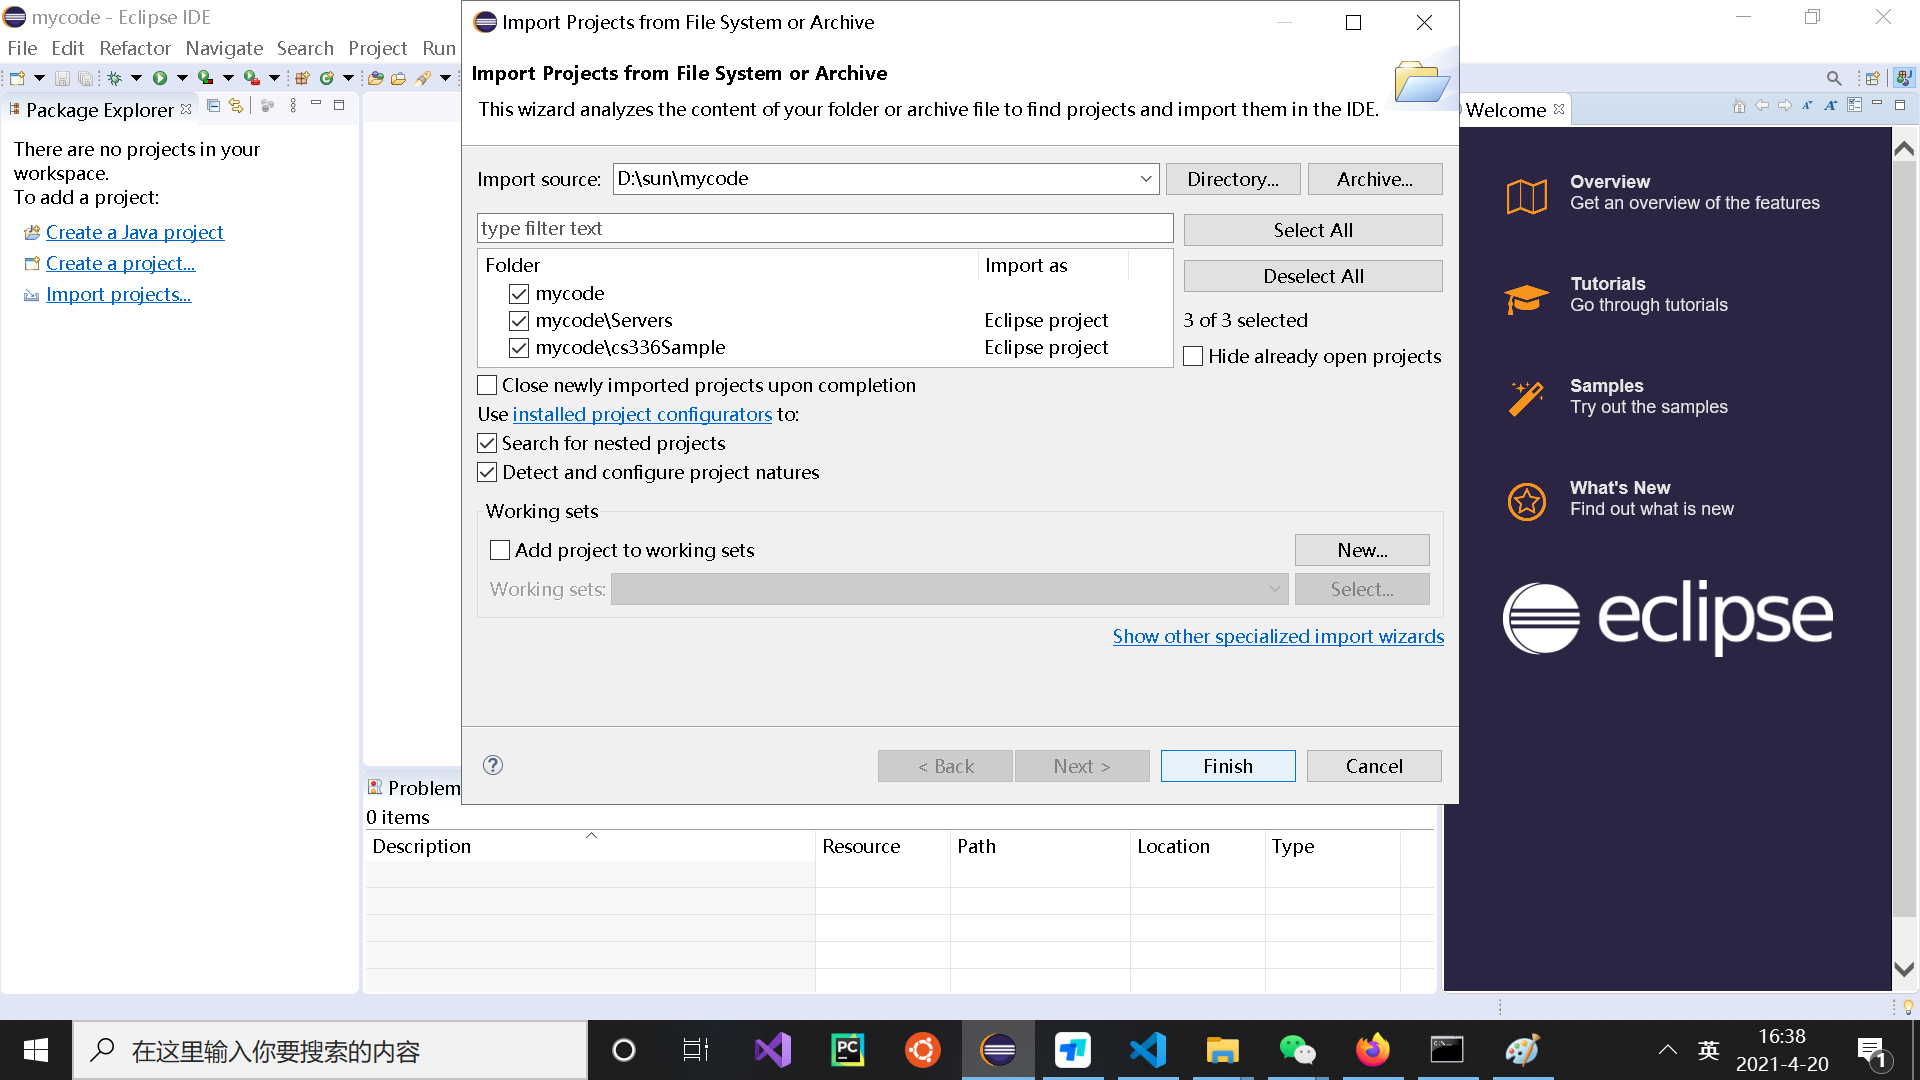 mycode - Eclipse IDE
File Edit Refactor Navigate Search Project Run
Package Explorer
There are no projects in your
workspace.
To add a project:
Create a Java project
Create a project...
Import projects...
Import Projects from File System or Archive
Import Projects from File System or Archive
This wizard analyzes the content of your folder or archive file to find projects and import them in the IDE.
Import source: D:\sun\mycode Directory... Archive...
type filter text Select All
Folder Import as
Deselect All
mycode
mycode\Servers Eclipse project 3 of 3 selected
mycode\cs336Sample Eclipse project
Hide already open projects
Close newly imported projects upon completion
Use installed project configurators to:
Search for nested projects
Detect and configure project natures
Working sets
Add project to working sets New...
Working sets: Select...
Show other specialized import wizards
? < Back Next > Finish Cancel
Welcome
Overview
Get an overview of the features
Tutorials
Go through tutorials
Samples
Try out the samples
What's New
Find out what is new
eclipse
Problem
0 items
Description Resource Path Location Type
在这里输入你要搜索的内容
PC
英
16:38
2021-4-20
1